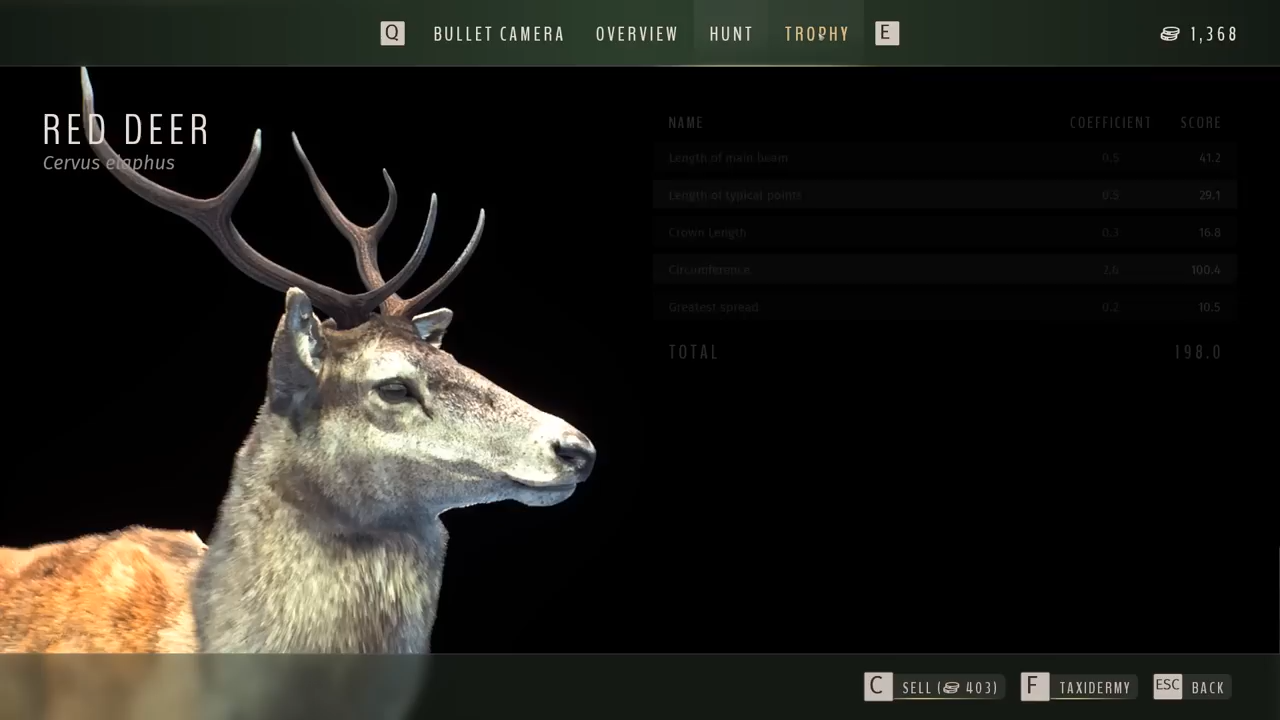 Q BULLET CAMERA OVERVIEW HUNT TROPHY E 1,368
RED DEER
Cervus elaphus
NAME COEFFICIENT SCORE
Length of main beam 0.5 41.2
Length of typical points 0.5 29.1
Crown Length 0.3 16.8
Circumference 2.6 100.4
Greatest spread 0.2 10.5
TOTAL 198.0
C SELL (403) F TAXIDERMY ESC BACK